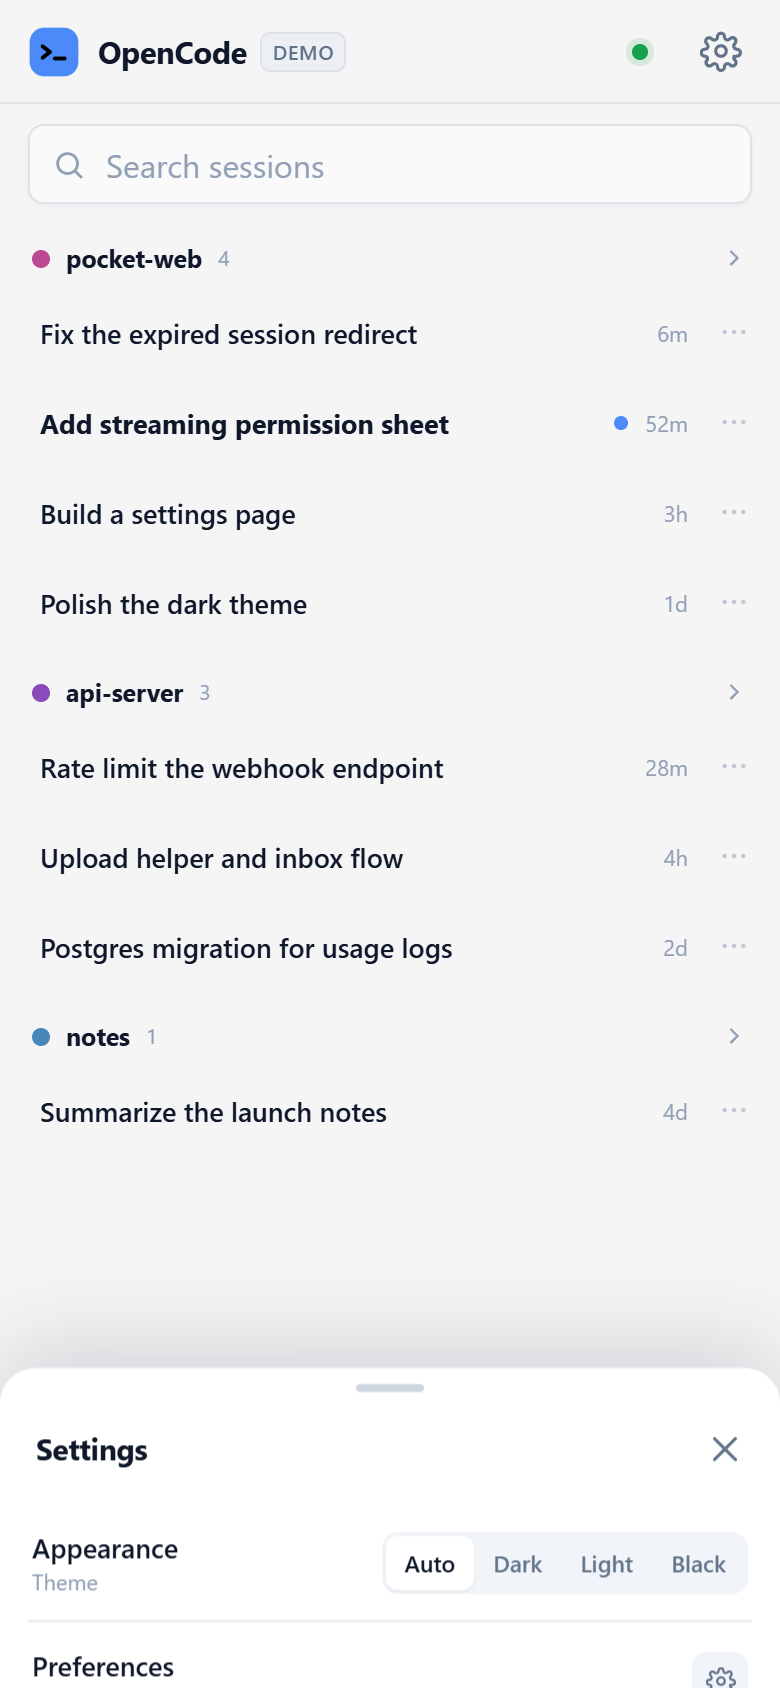 OpenCode DEMO
Search sessions
pocket-web 4
Fix the expired session redirect 6m
Add streaming permission sheet 52m
Build a settings page 3h
Polish the dark theme 1d
api-server 3
Rate limit the webhook endpoint 28m
Upload helper and inbox flow 4h
Postgres migration for usage logs 2d
notes 1
Summarize the launch notes 4d
Settings
Appearance
Theme
Auto Dark Light Black
Preferences